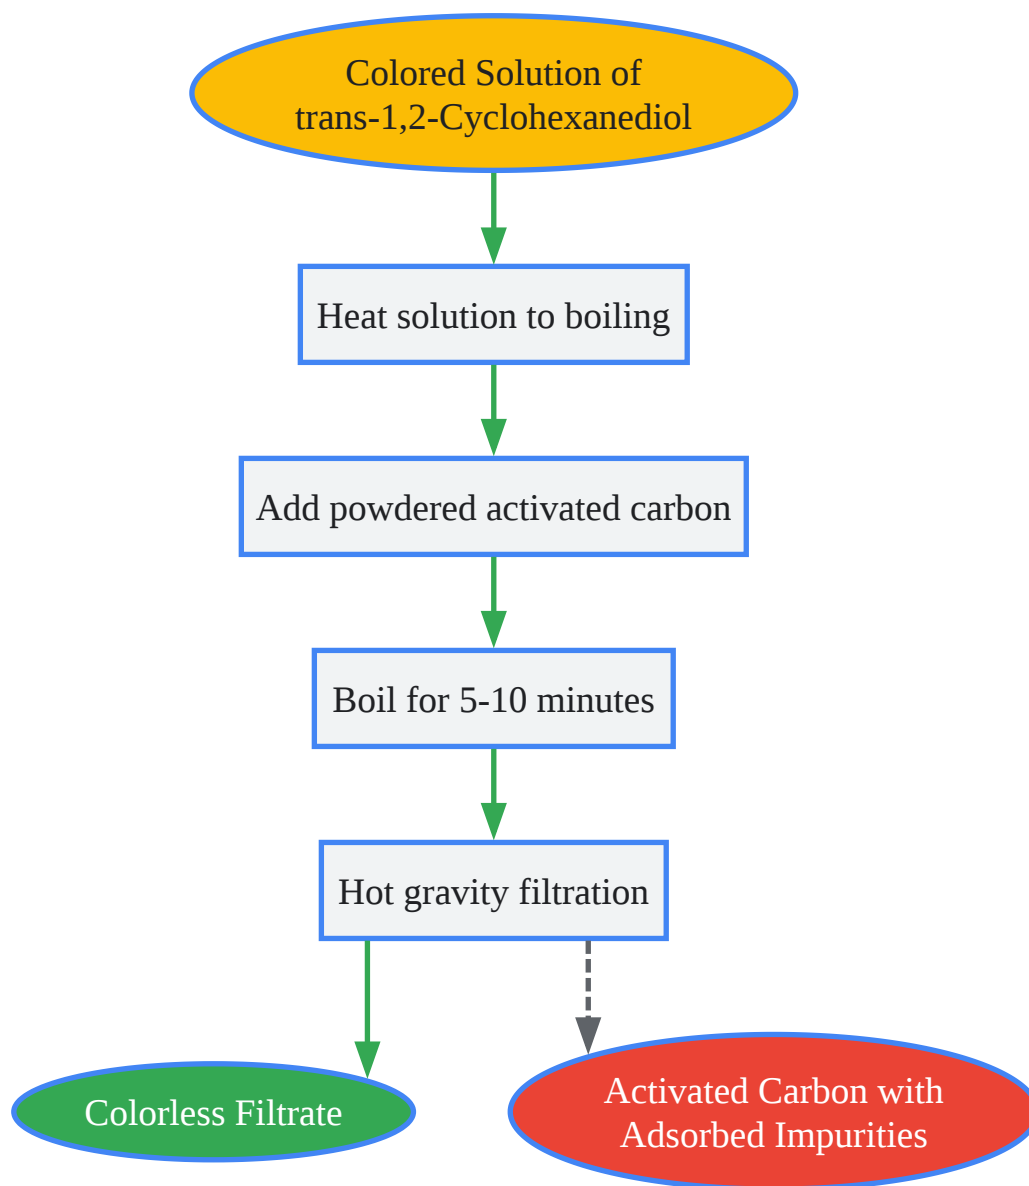 Colored Solution of
trans-1,2-Cyclohexanediol
Heat solution to boiling
Add powdered activated carbon
Boil for 5-10 minutes
Hot gravity filtration
Colorless Filtrate
Activated Carbon with
Adsorbed Impurities